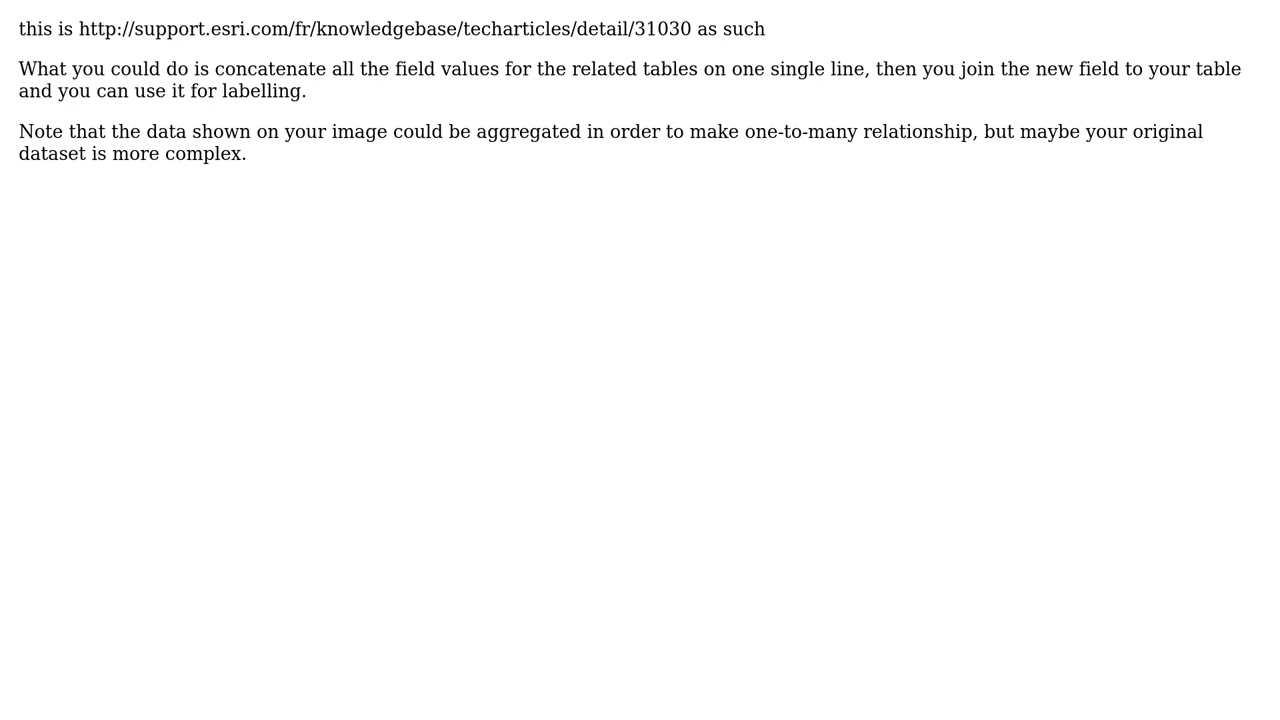 this is http://support.esri.com/fr/knowledgebase/techarticles/detail/31030 as such
What you could do is concatenate all the field values for the related tables on one single line, then you join the new field to your table
and you can use it for labelling.
Note that the data shown on your image could be aggregated in order to make one-to-many relationship, but maybe your original
dataset is more complex.